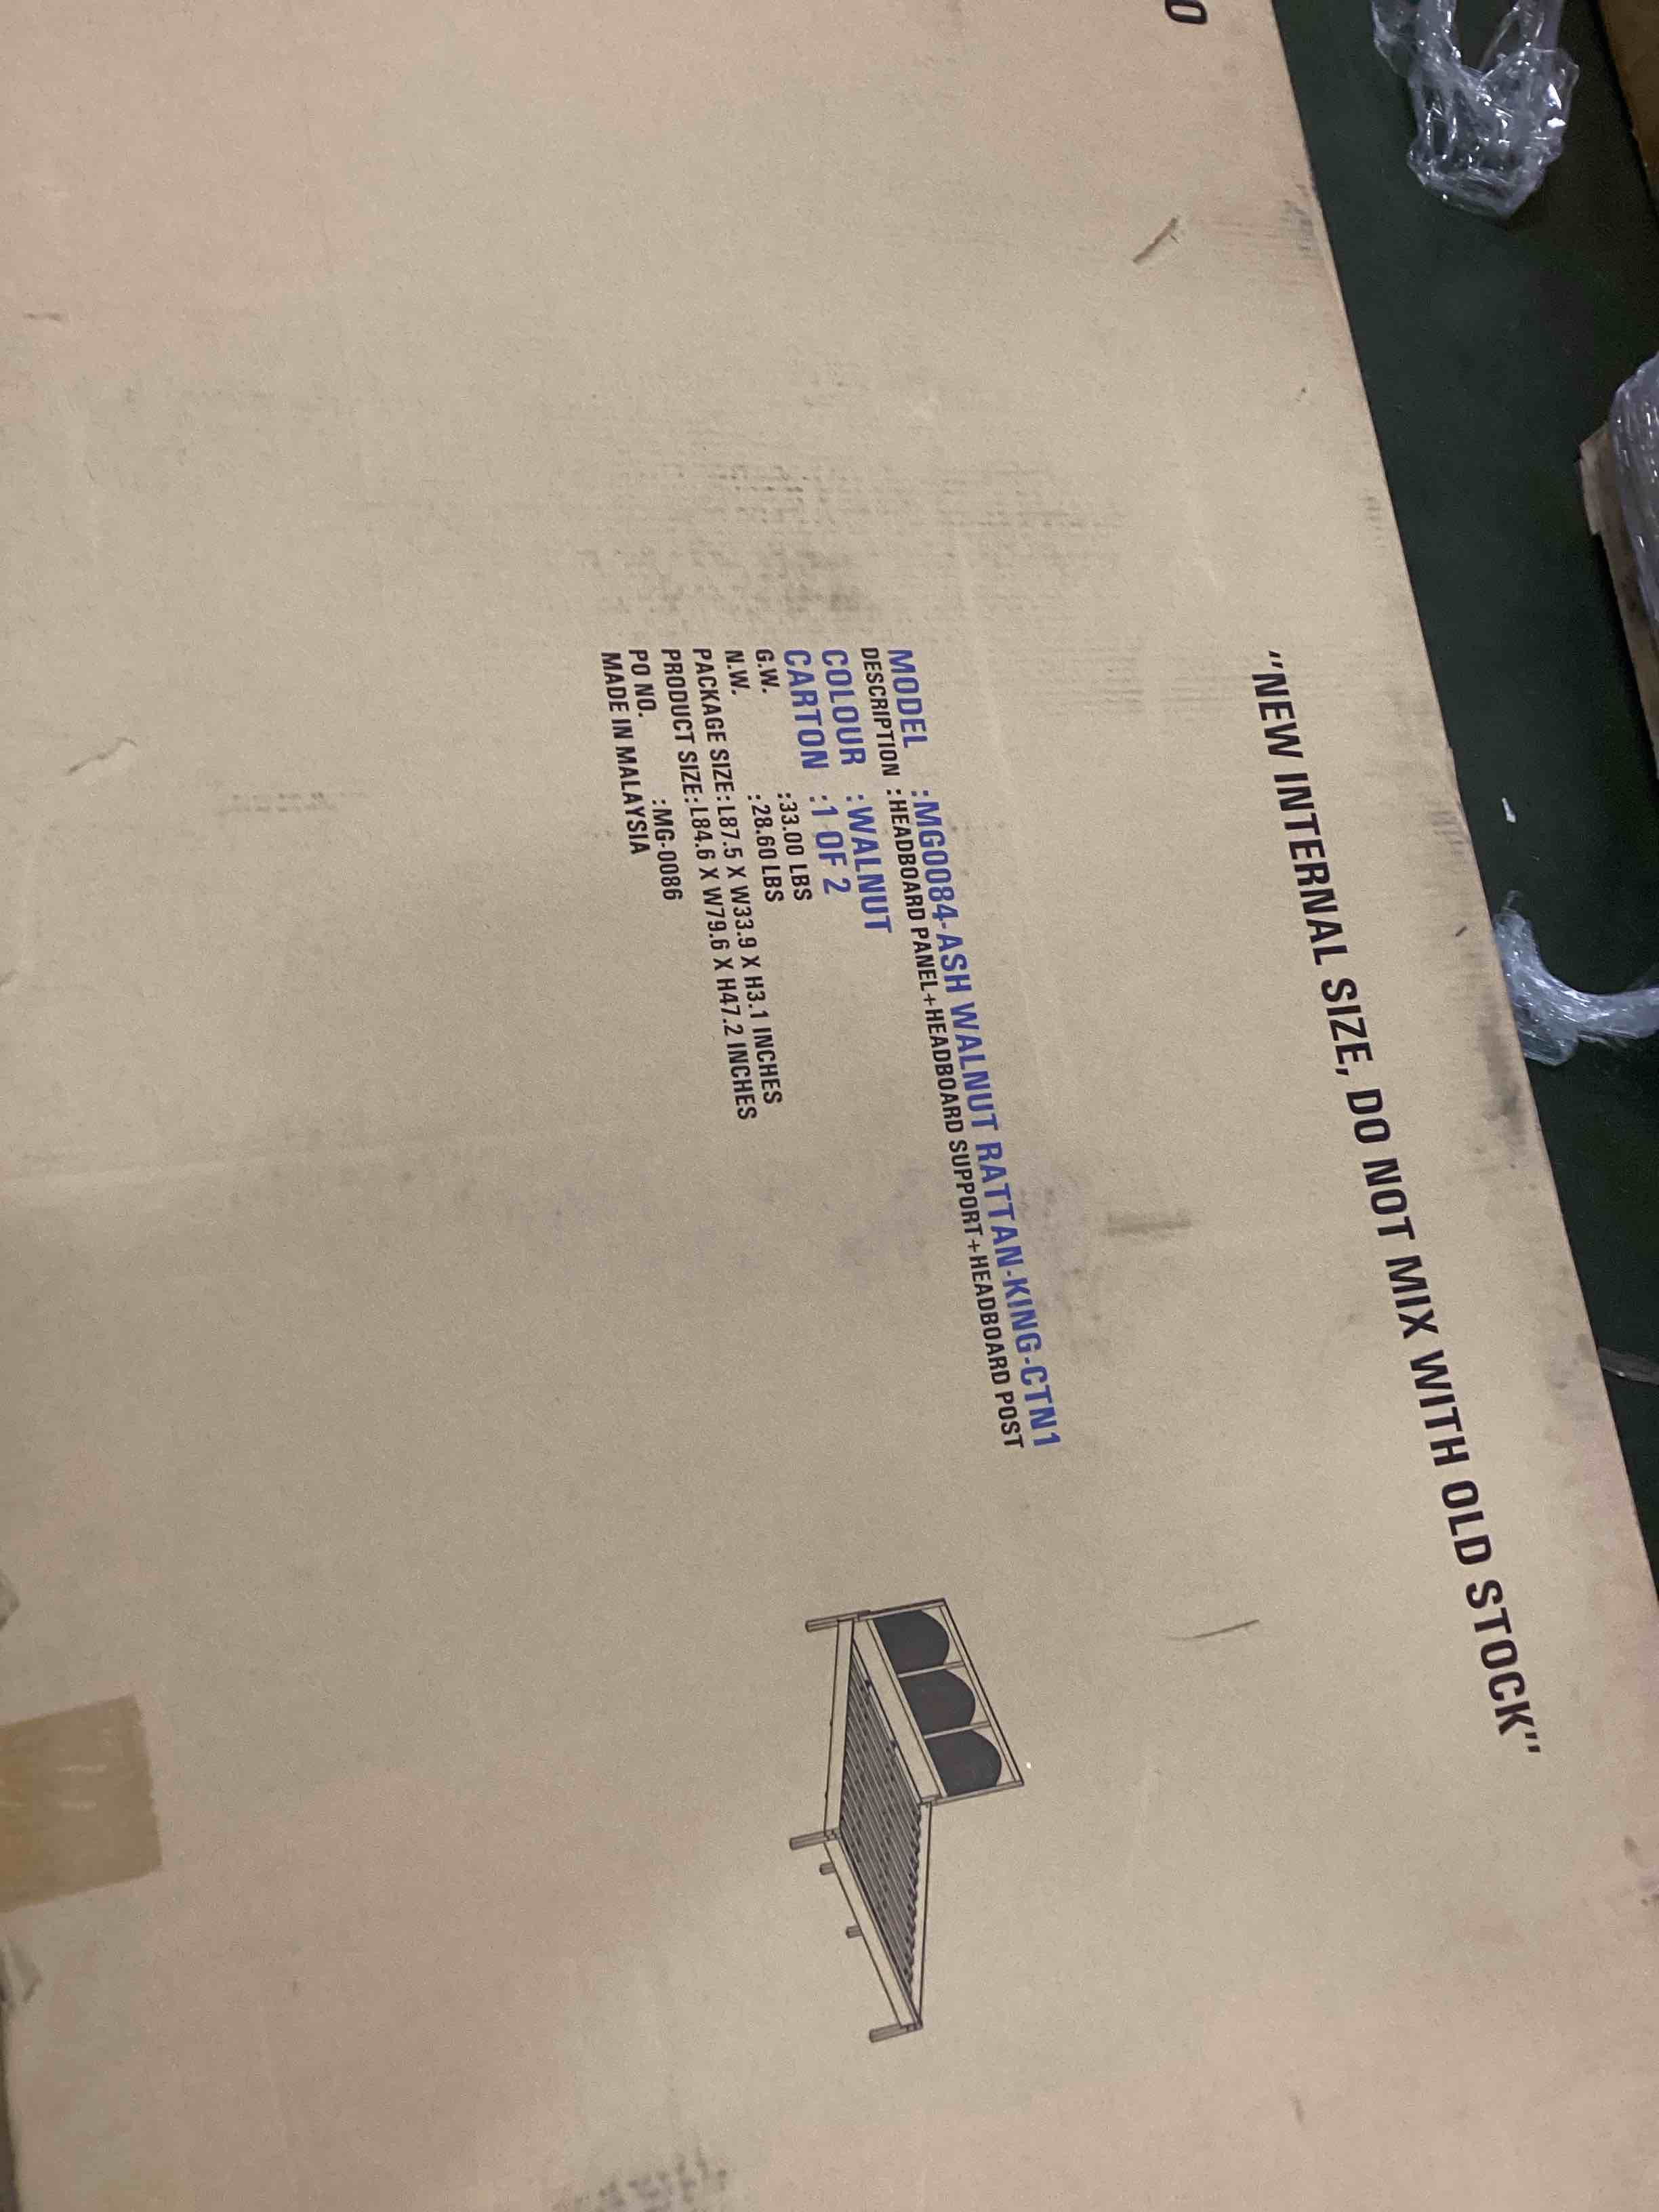 "NEW INTERNAL SIZE, DO NOT MIX WITH OLD STOCK"
MODEL :MG0084-ASH WALNUT RATTAN-KING-CTN1
DESCRIPTION :HEADBOARD PANEL+HEADBOARD SUPPORT+HEADBOARD POST
COLOUR :WALNUT
CARTON :1 OF 2
G.W. :33.00 LBS
N.W. :28.60 LBS
PACKAGE SIZE:L87.5 X W33.9 X H3.1 INCHES
PRODUCT SIZE:L84.6 X W79.6 X H47.2 INCHES
PO NO. :MG-0086
MADE IN MALAYSIA